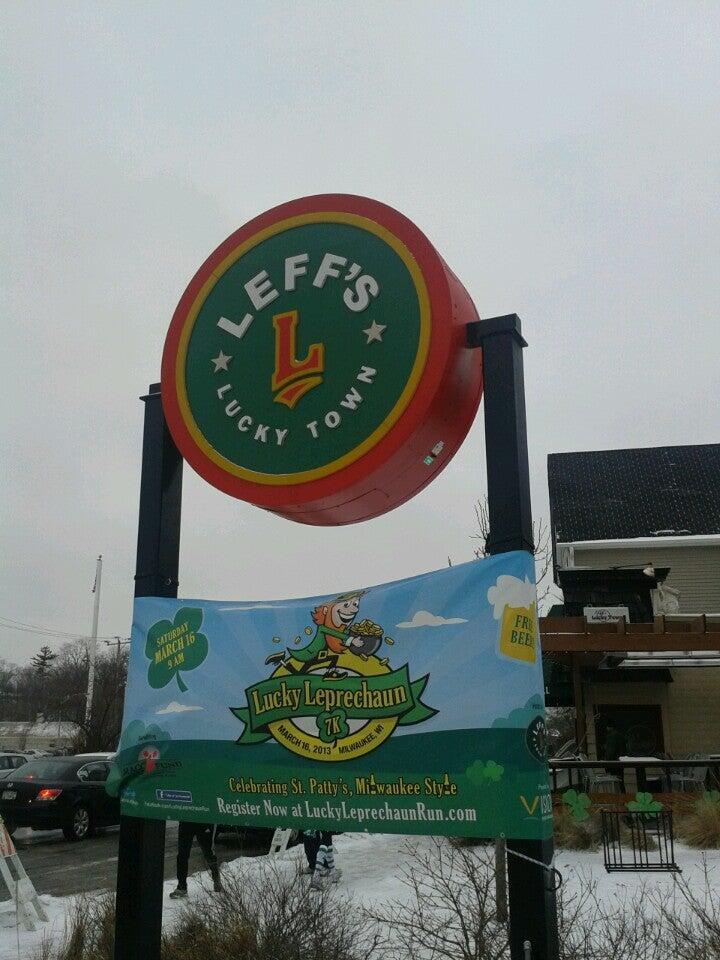 LEFF'S
L
LUCKY TOWN
SATURDAY
MARCH 16
9 AM
FREE
BEER
Lucky Leprechaun
7K
MARCH 16, 2013 MILWAUKEE, WI
Celebrating St. Patty's, Milwaukee Style
Register Now at LuckyLeprechaunRun.com